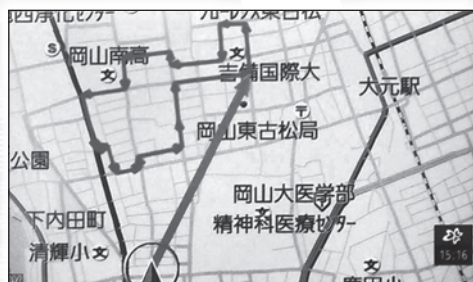 岡山南高
吉備国際大
大元駅
岡山東古松局
公園
岡山大医学部
精神科医療センター
下内田町
清輝小
15:16